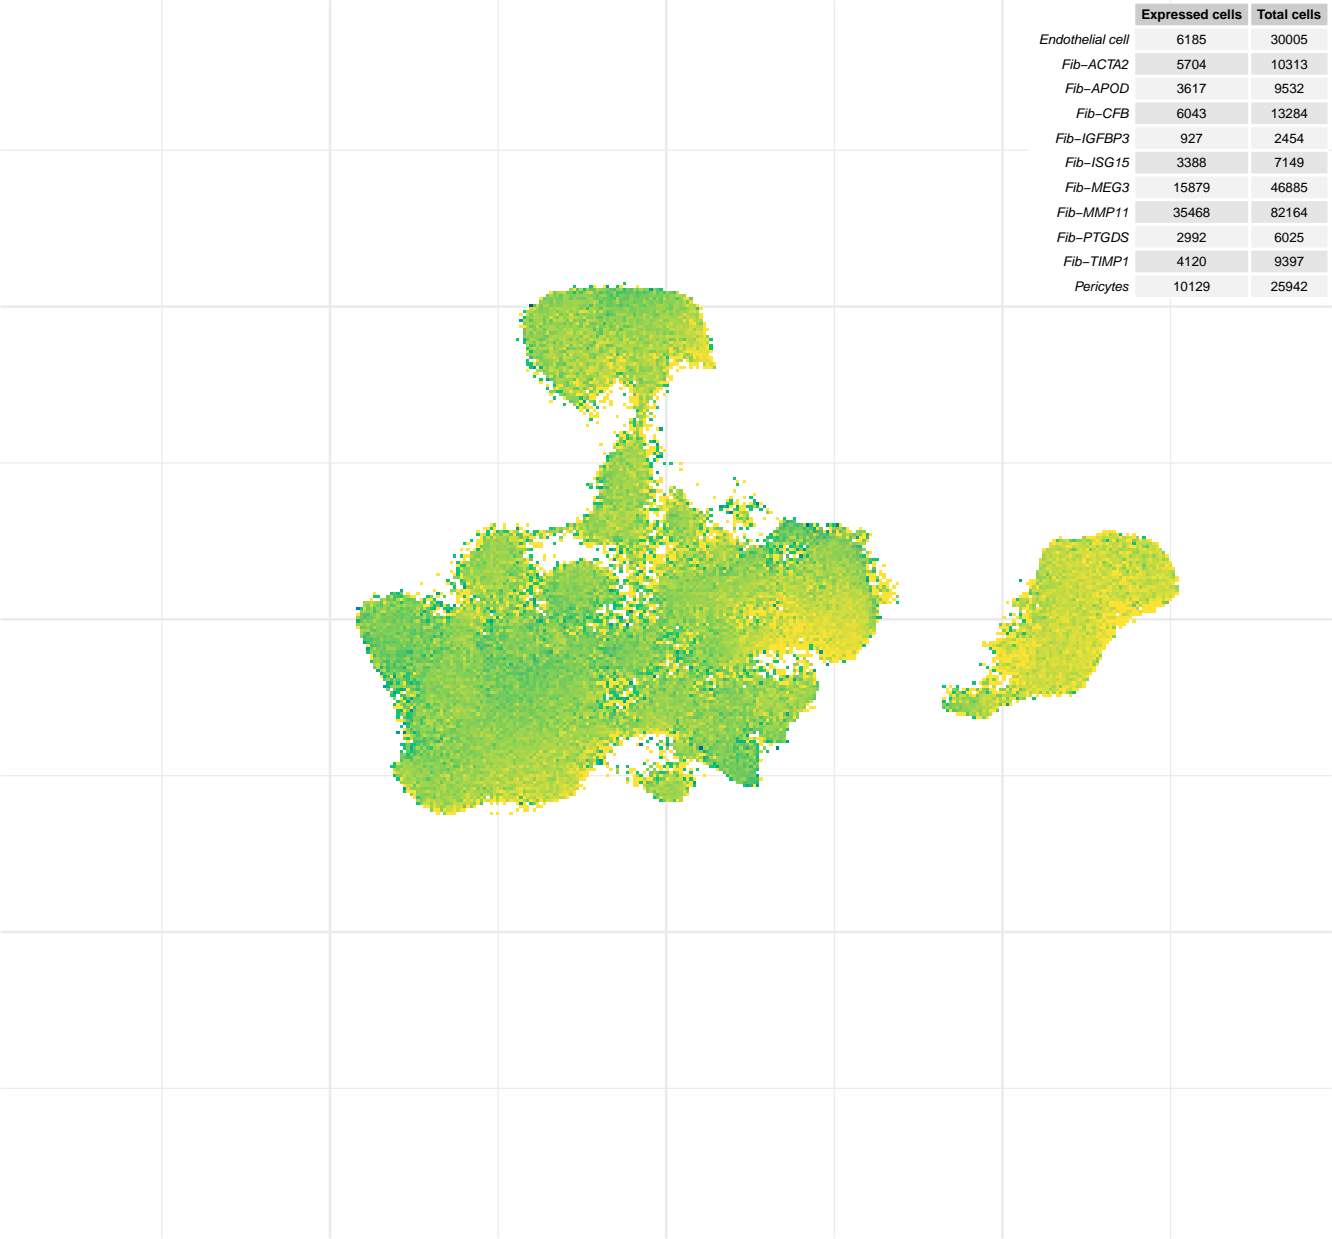 Expressed cells Total cells
Endothelial cell 6185 30005
Fib−ACTA2 5704 10313
Fib−APOD 3617 9532
Fib−CFB 6043 13284
Fib−IGFBP3 927 2454
Fib−ISG15 3388 7149
Fib−MEG3 15879 46885
Fib−MMP11 35468 82164
Fib−PTGDS 2992 6025
Fib−TIMP1 4120 9397
Pericytes 10129 25942